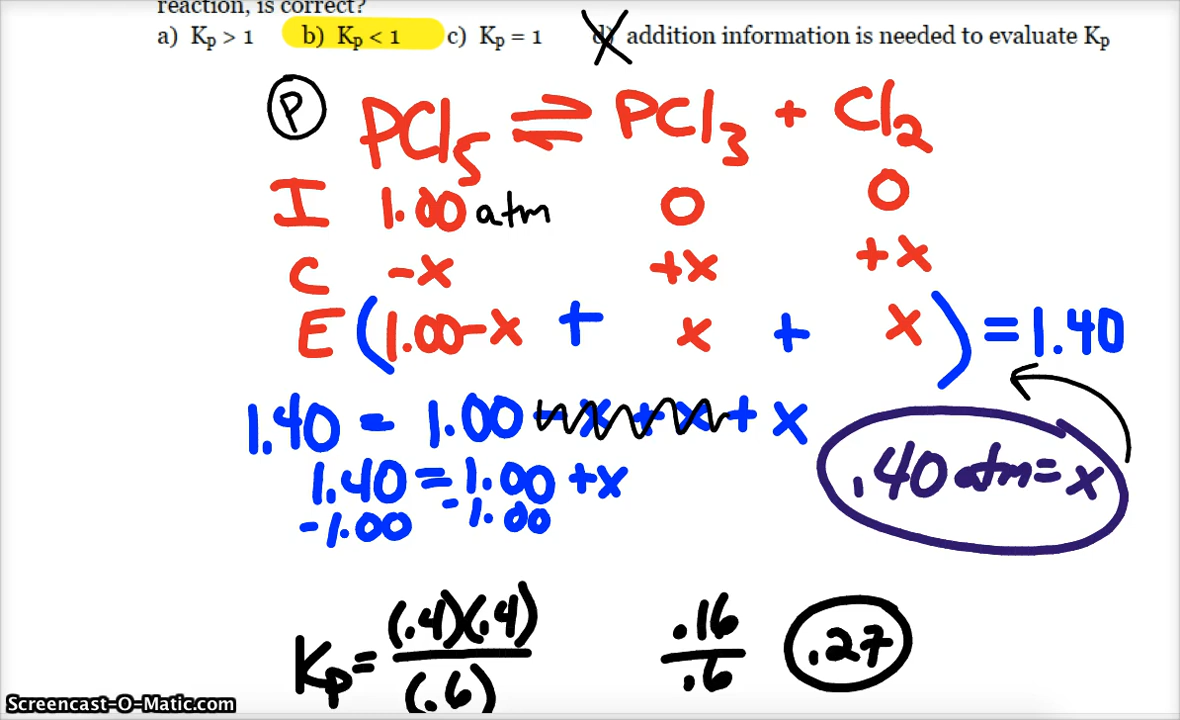 reaction, is correct?
a) Kp > 1 b) Kp < 1 c) Kp = 1 d) addition information is needed to evaluate Kp
P PCl5 ⇌ PCl3 + Cl2
I 1.00 atm 0 0
C -x +x +x
E (1.00-x + x + x) = 1.40
1.40 = 1.00 - x + x + x
1.40 = 1.00 + x
-1.00 -1.00
.40 atm = x
Kp = (.4)(.4) / (.6) .16 / .6 .27
Screencast-O-Matic.com